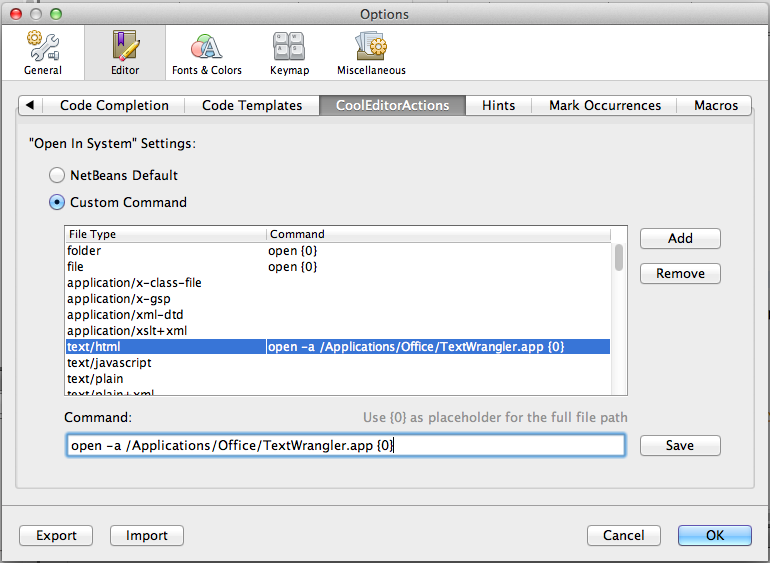 Options
General
Editor
Fonts & Colors
Keymap
Miscellaneous
Code Completion
Code Templates
CoolEditorActions
Hints
Mark Occurrences
Macros
"Open In System" Settings:
NetBeans Default
Custom Command
File Type Command
folder open {0}
file open {0}
application/x-class-file
application/x-gsp
application/xml-dtd
application/xslt+xml
text/html open -a /Applications/Office/TextWrangler.app {0}
text/javascript
text/plain
text/plain+xml
Add
Remove
Command: Use {0} as placeholder for the full file path
open -a /Applications/Office/TextWrangler.app {0}
Save
Export
Import
Cancel
OK